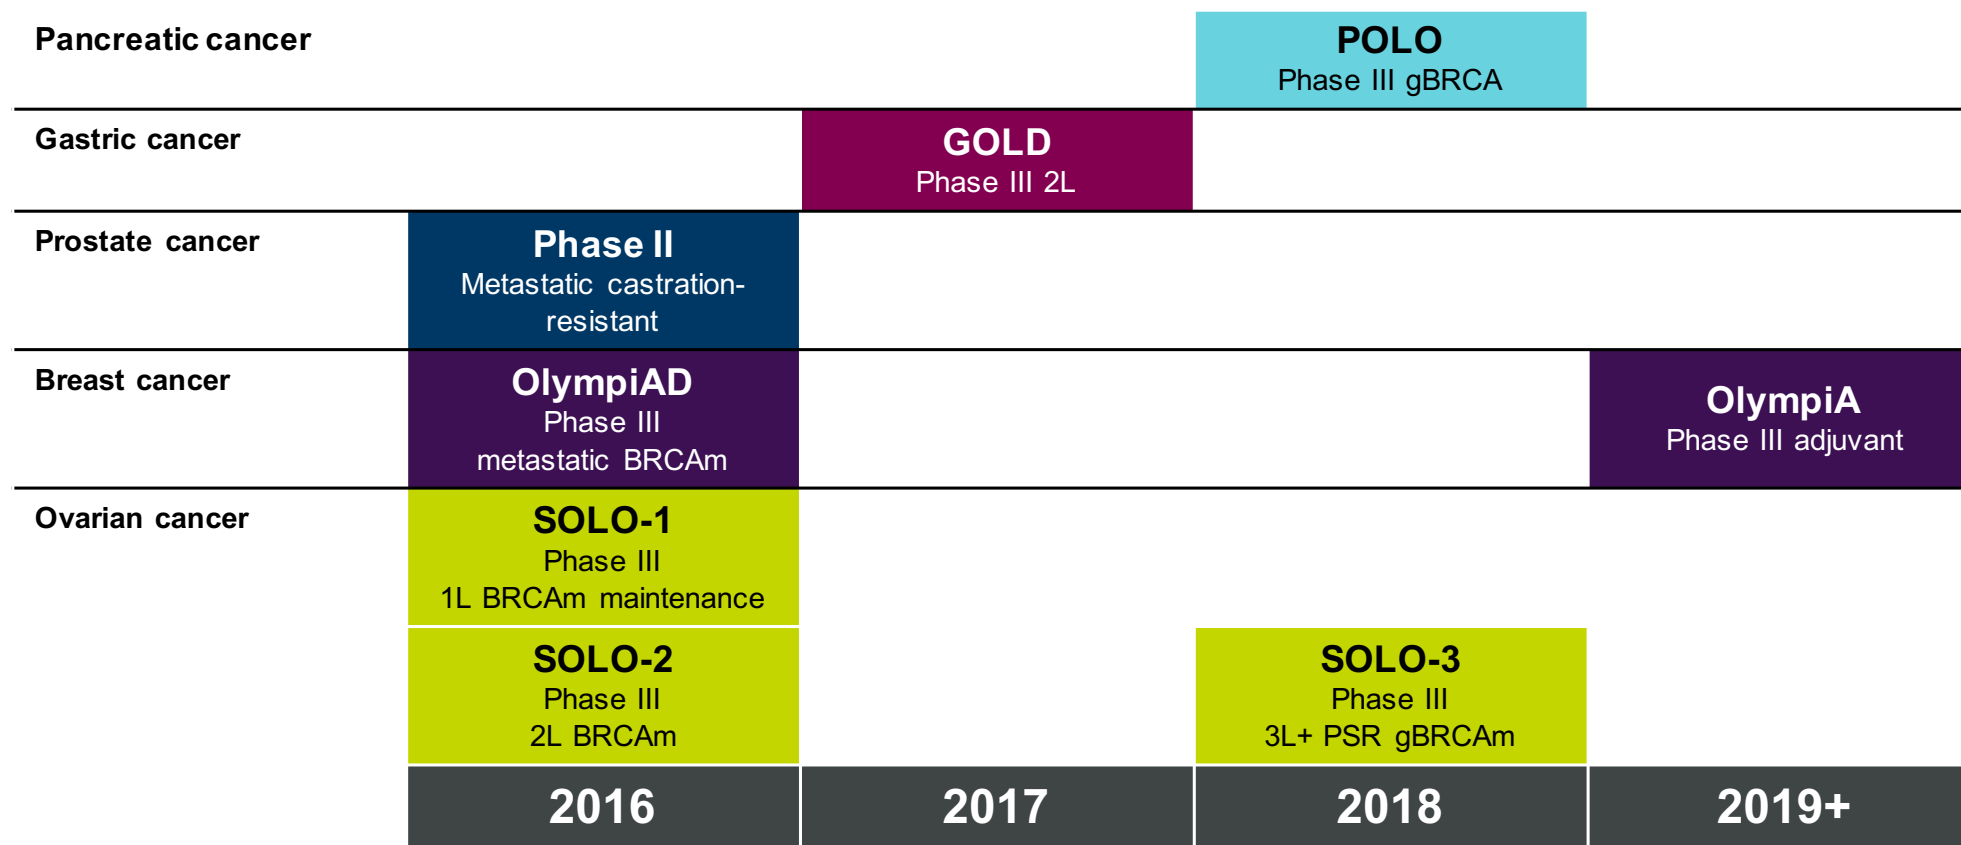 Pancreatic cancer
POLO
Phase III gBRCA
Gastric cancer
GOLD
Phase III 2L
Prostate cancer
Phase II
Metastatic castration-
resistant
Breast cancer
OlympiAD
Phase III
metastatic BRCAm
OlympiA
Phase III adjuvant
Ovarian cancer
SOLO-1
Phase III
1L BRCAm maintenance
SOLO-2
Phase III
2L BRCAm
SOLO-3
Phase III
3L+ PSR gBRCAm
2016
2017
2018
2019+